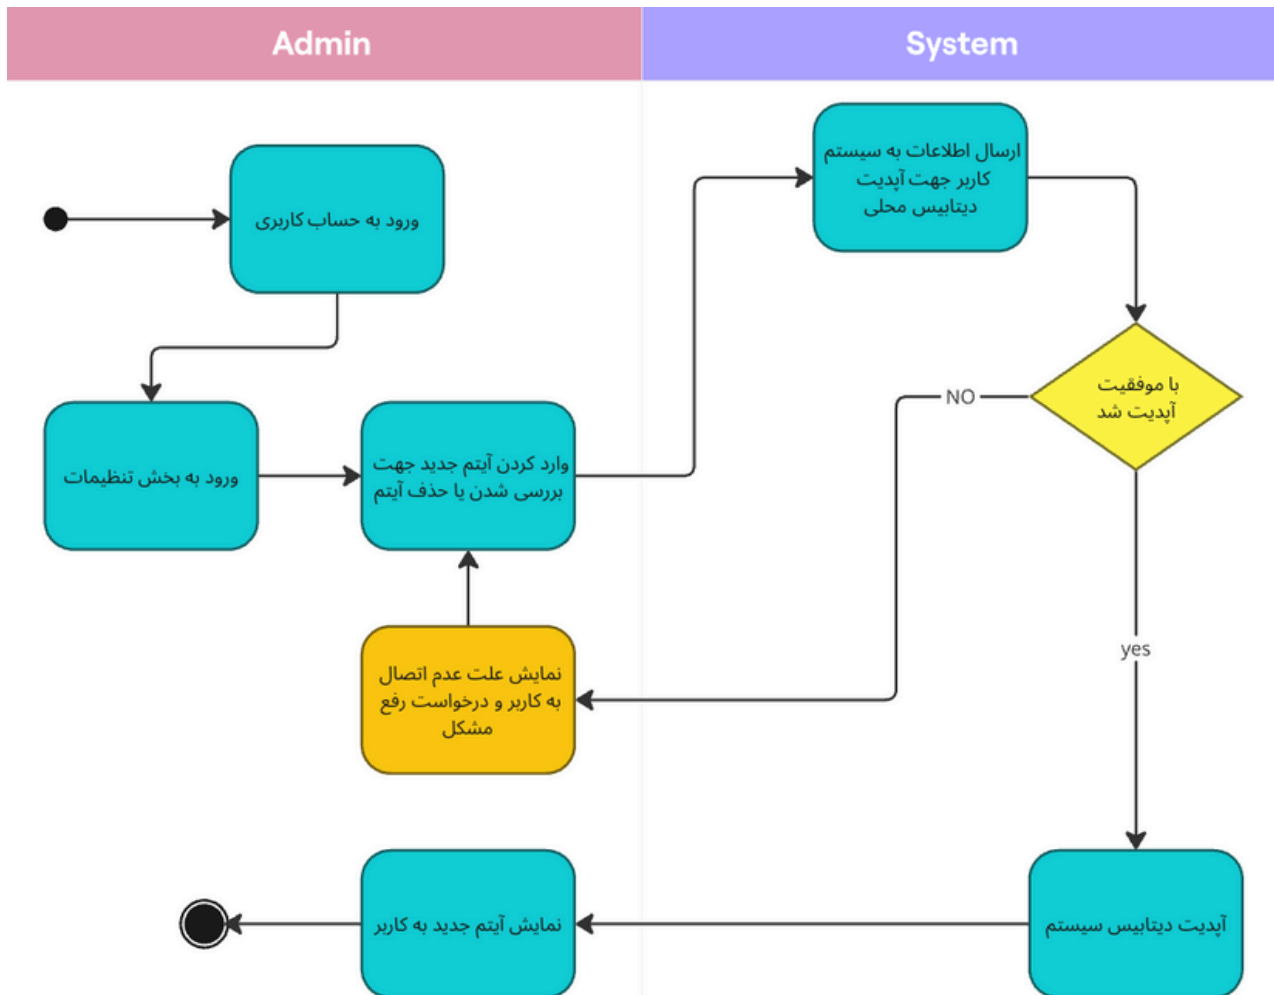 Admin
System
ورود به حساب کاربری
ورود به بخش تنظیمات
وارد کردن آیتم جدید جهت
بررسی شدن یا حذف آیتم
ارسال اطلاعات به سیستم
کاربر جهت آپدیت
دیتابیس محلی
با موفقیت
آپدیت شد
NO
نمایش علت عدم اتصال
به کاربر و درخواست رفع
مشکل
yes
آپدیت دیتابیس سیستم
نمایش آیتم جدید به کاربر